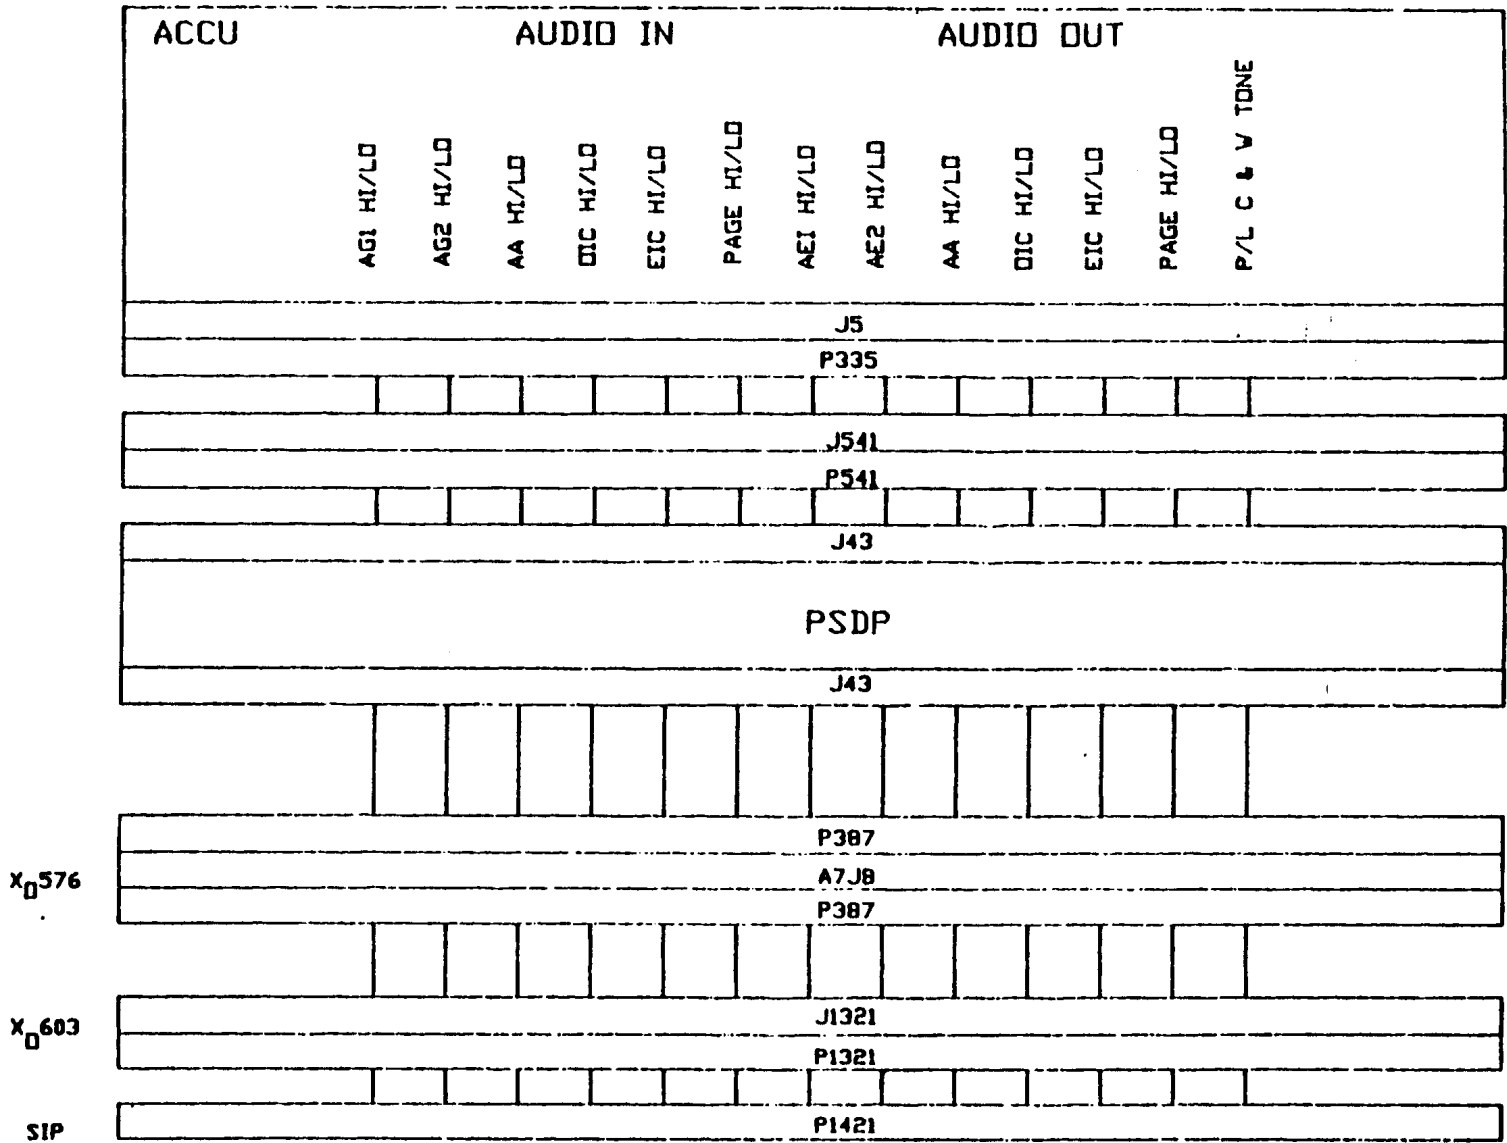 ACCU AUDIO IN AUDIO OUT
AG1 HI/LO
AG2 HI/LO
AA HI/LO
OIC HI/LO
EIC HI/LO
PAGE HI/LO
AE1 HI/LO
AE2 HI/LO
AA HI/LO
OIC HI/LO
EIC HI/LO
PAGE HI/LO
P/L C & W TONE
J5
P335
J541
P541
J43
PSDP
J43
P387
XO576 A7J8
P387
XO603 J1321
P1321
SIP P1421